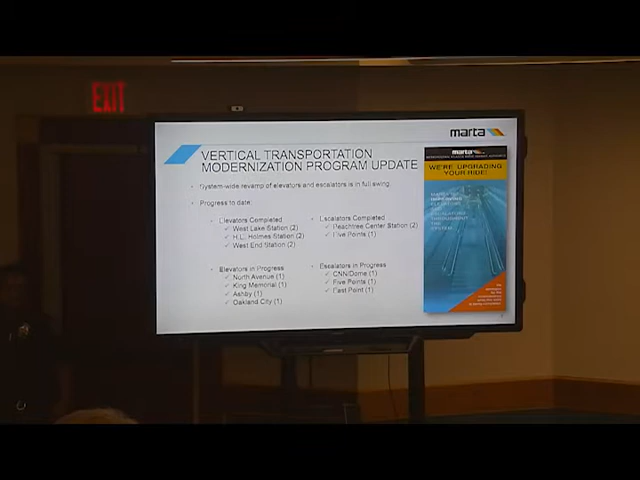 EXIT
marta
VERTICAL TRANSPORTATION
MODERNIZATION PROGRAM UPDATE
System-wide revamp of elevators and escalators is in full swing.
Progress to date:
Elevators Completed
West Lake Station (2)
H.E. Holmes Station (2)
West End Station (2)
Escalators Completed
Peachtree Center Station (2)
Five Points (1)
Elevators in Progress
North Avenue (1)
King Memorial (1)
Ashby (1)
Oakland City (1)
Escalators in Progress
CNN/Dome (1)
Five Points (1)
East Point (1)
marta
WE'RE UPGRADING
YOUR RIDE!